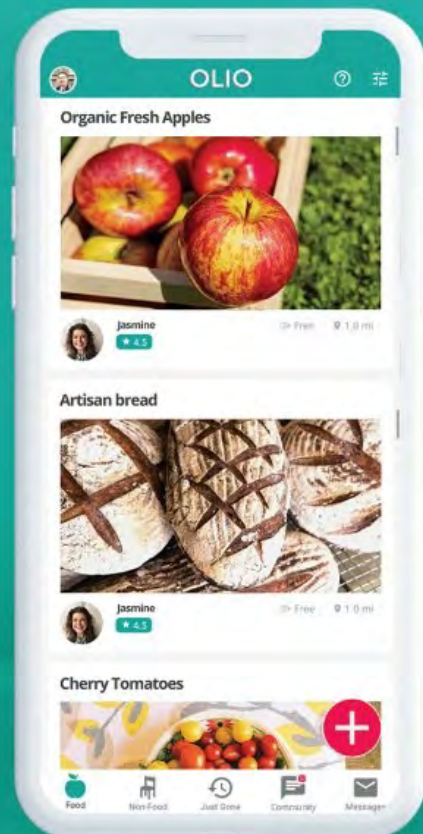 OLIO
Organic Fresh Apples
Jasmine
Free 1.0 mi
★ 4.5
Artisan bread
Jasmine
Free 1.0 mi
★ 4.5
Cherry Tomatoes
Food Non-Food Just Gone Community Messages